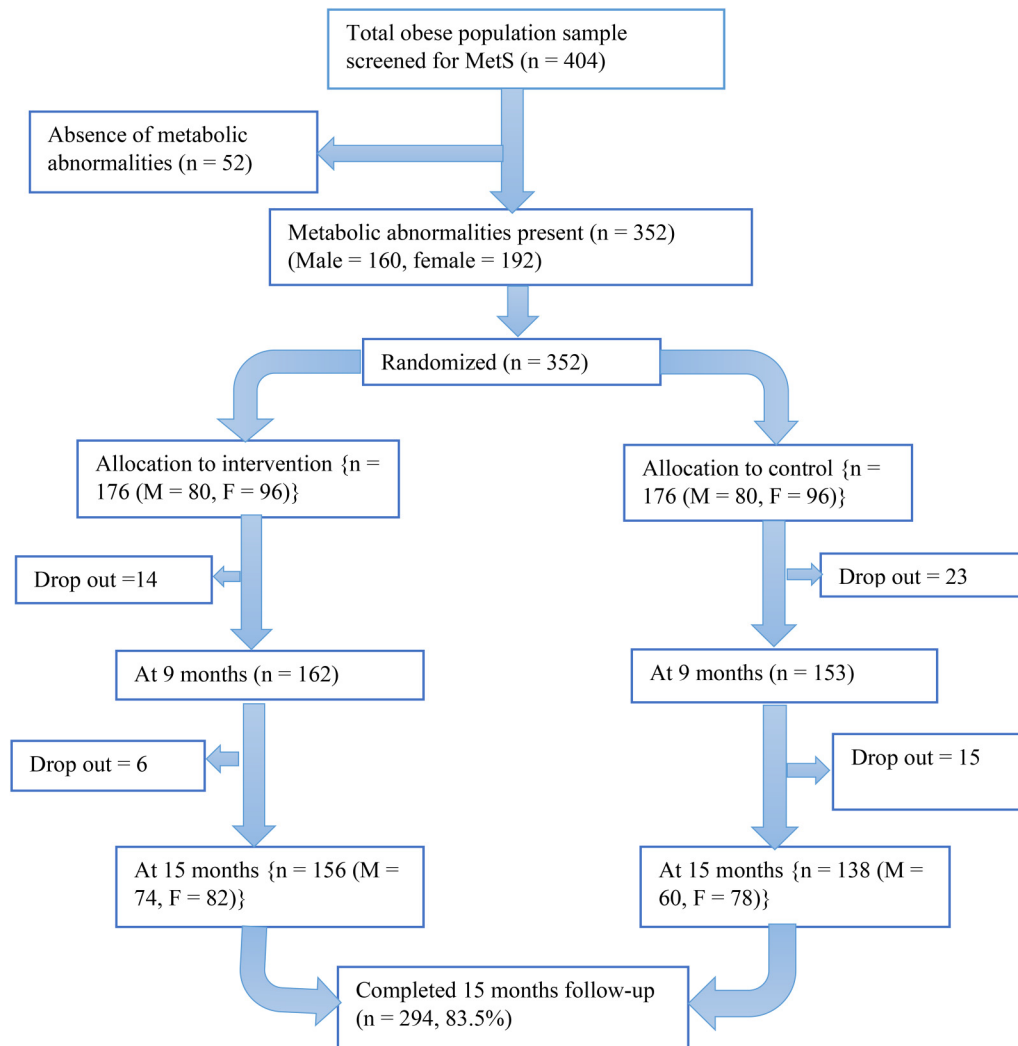 Total obese population sample
screened for MetS (n = 404)
Absence of metabolic
abnormalities (n = 52)
Metabolic abnormalities present (n = 352)
(Male = 160, female = 192)
Randomized (n = 352)
Allocation to intervention {n =
176 (M = 80, F = 96)}
Allocation to control {n =
176 (M = 80, F = 96)}
Drop out =14
Drop out = 23
At 9 months (n = 162)
At 9 months (n = 153)
Drop out = 6
Drop out = 15
At 15 months {n = 156 (M =
74, F = 82)}
At 15 months {n = 138 (M =
60, F = 78)}
Completed 15 months follow-up
(n = 294, 83.5%)